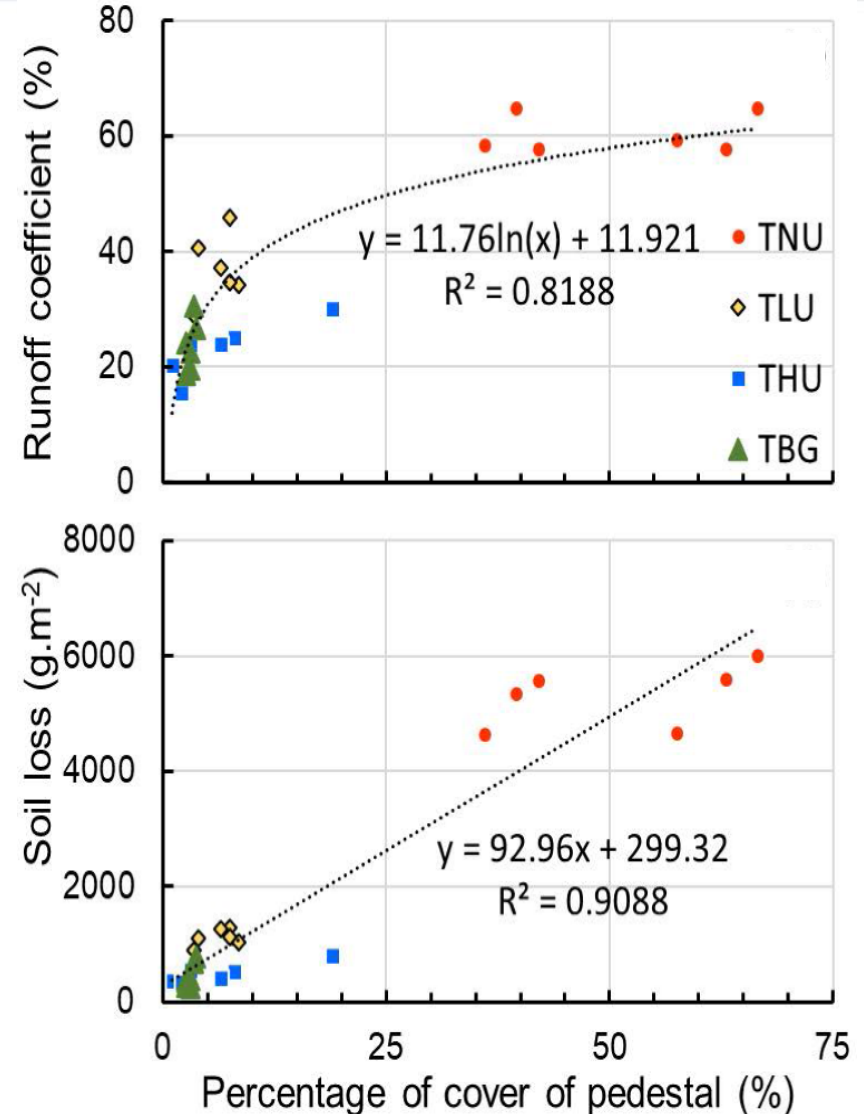 Runoff coefficient (%)
80
60
40
20
0
y = 11.76ln(x) + 11.921
R² = 0.8188
TNU
TLU
THU
TBG
Soil loss (g.m⁻²)
8000
6000
4000
2000
0
y = 92.96x + 299.32
R² = 0.9088
0 25 50 75
Percentage of cover of pedestal (%)